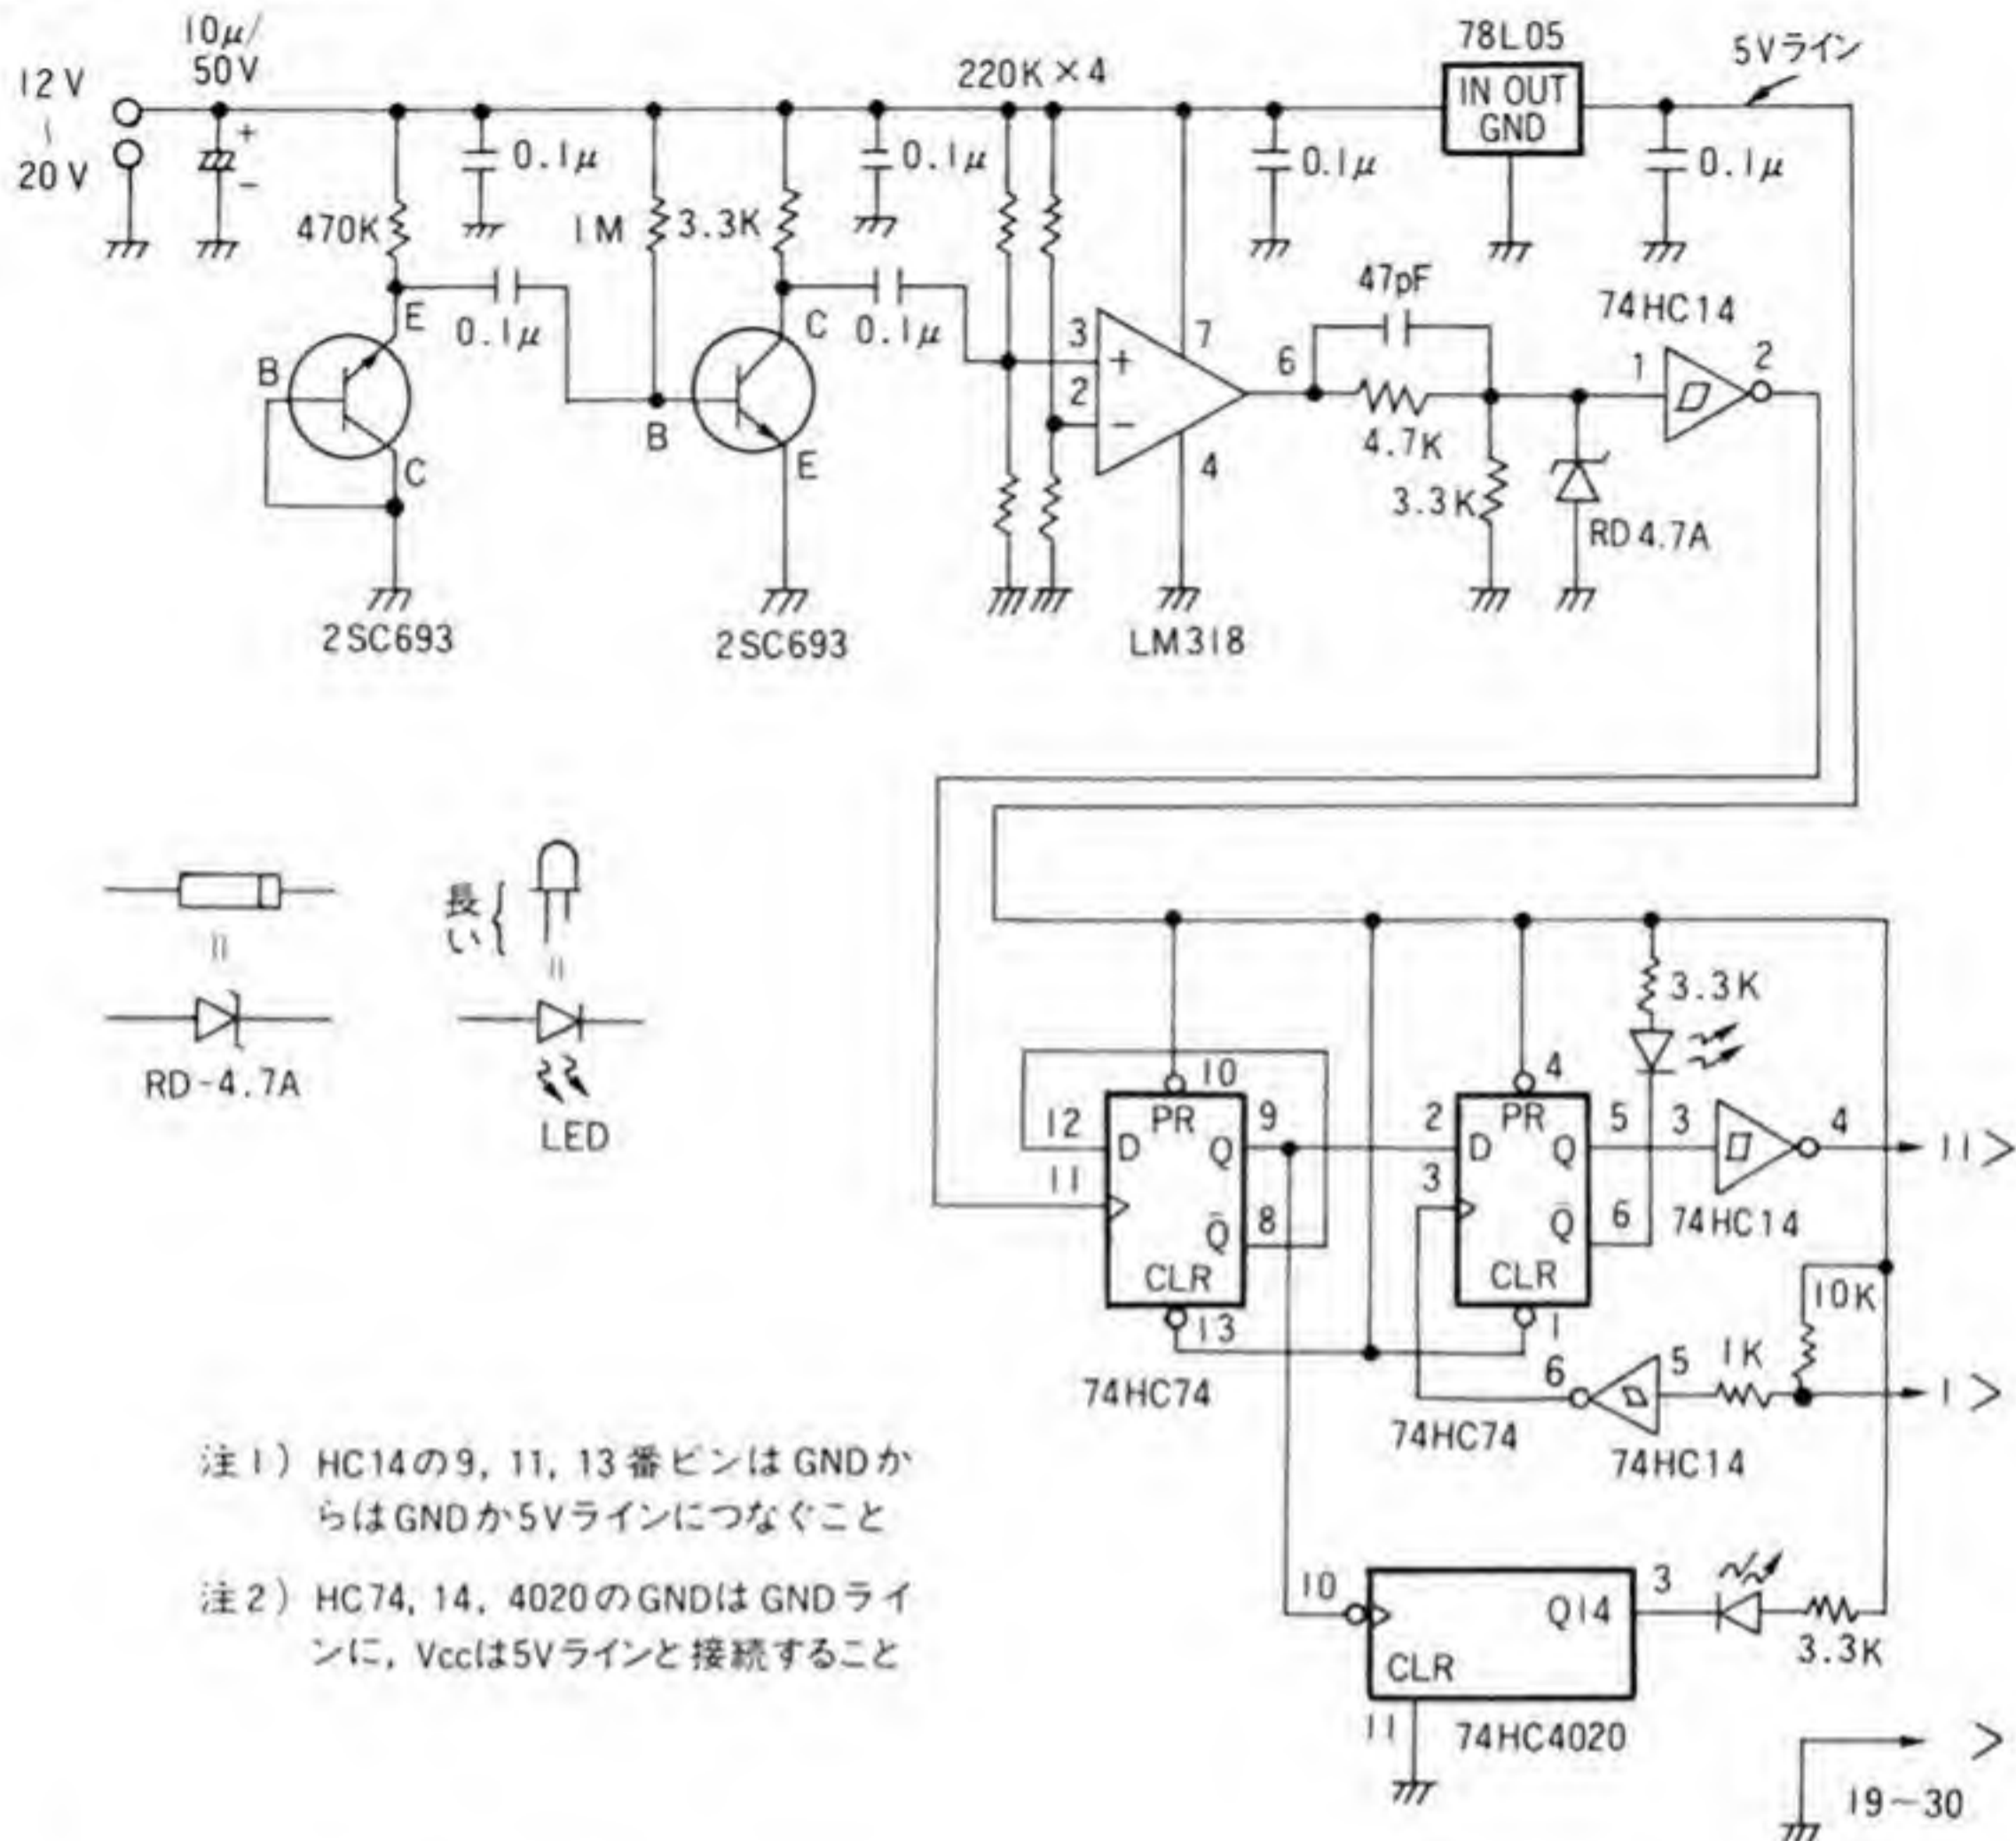 12V
〜
20V
10μ/
50V
+
−
470K
0.1μ
1M
3.3K
0.1μ
220K×4
0.1μ
78L05
IN OUT
GND
5Vライン
0.1μ
E
B
C
0.1μ
2SC693
C
B
E
0.1μ
2SC693
3
+
2
−
7
4
6
LM318
47pF
4.7K
3.3K
RD4.7A
74HC14
1
2
長い
RD-4.7A
LED
12
11
10
PR
D
Q
Q̄
CLR
9
8
13
74HC74
2
3
4
PR
D
Q
Q̄
CLR
5
6
1
74HC74
3.3K
3
4
74HC14
11>
10K
6
5
1K
1>
74HC14
10
3
Q14
CLR
11
74HC4020
3.3K
>
19〜30
注1) HC14の9, 11, 13番ピンはGNDか
らはGNDか5Vラインにつなぐこと
注2) HC74, 14, 4020のGNDはGNDライ
ンに, Vccは5Vラインと接続すること